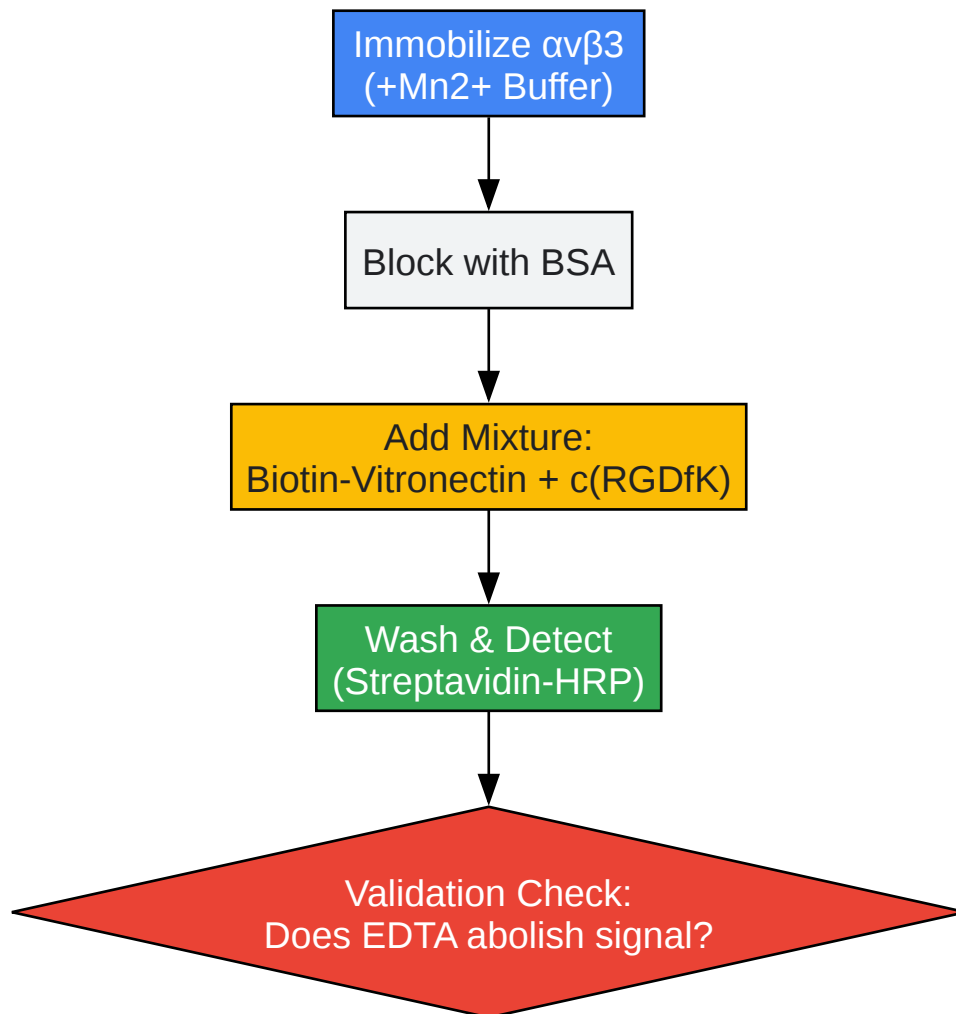 Immobilize αvβ3
(+Mn2+ Buffer)
Block with BSA
Add Mixture:
Biotin-Vitronectin + c(RGDfK)
Wash & Detect
(Streptavidin-HRP)
Validation Check:
Does EDTA abolish signal?